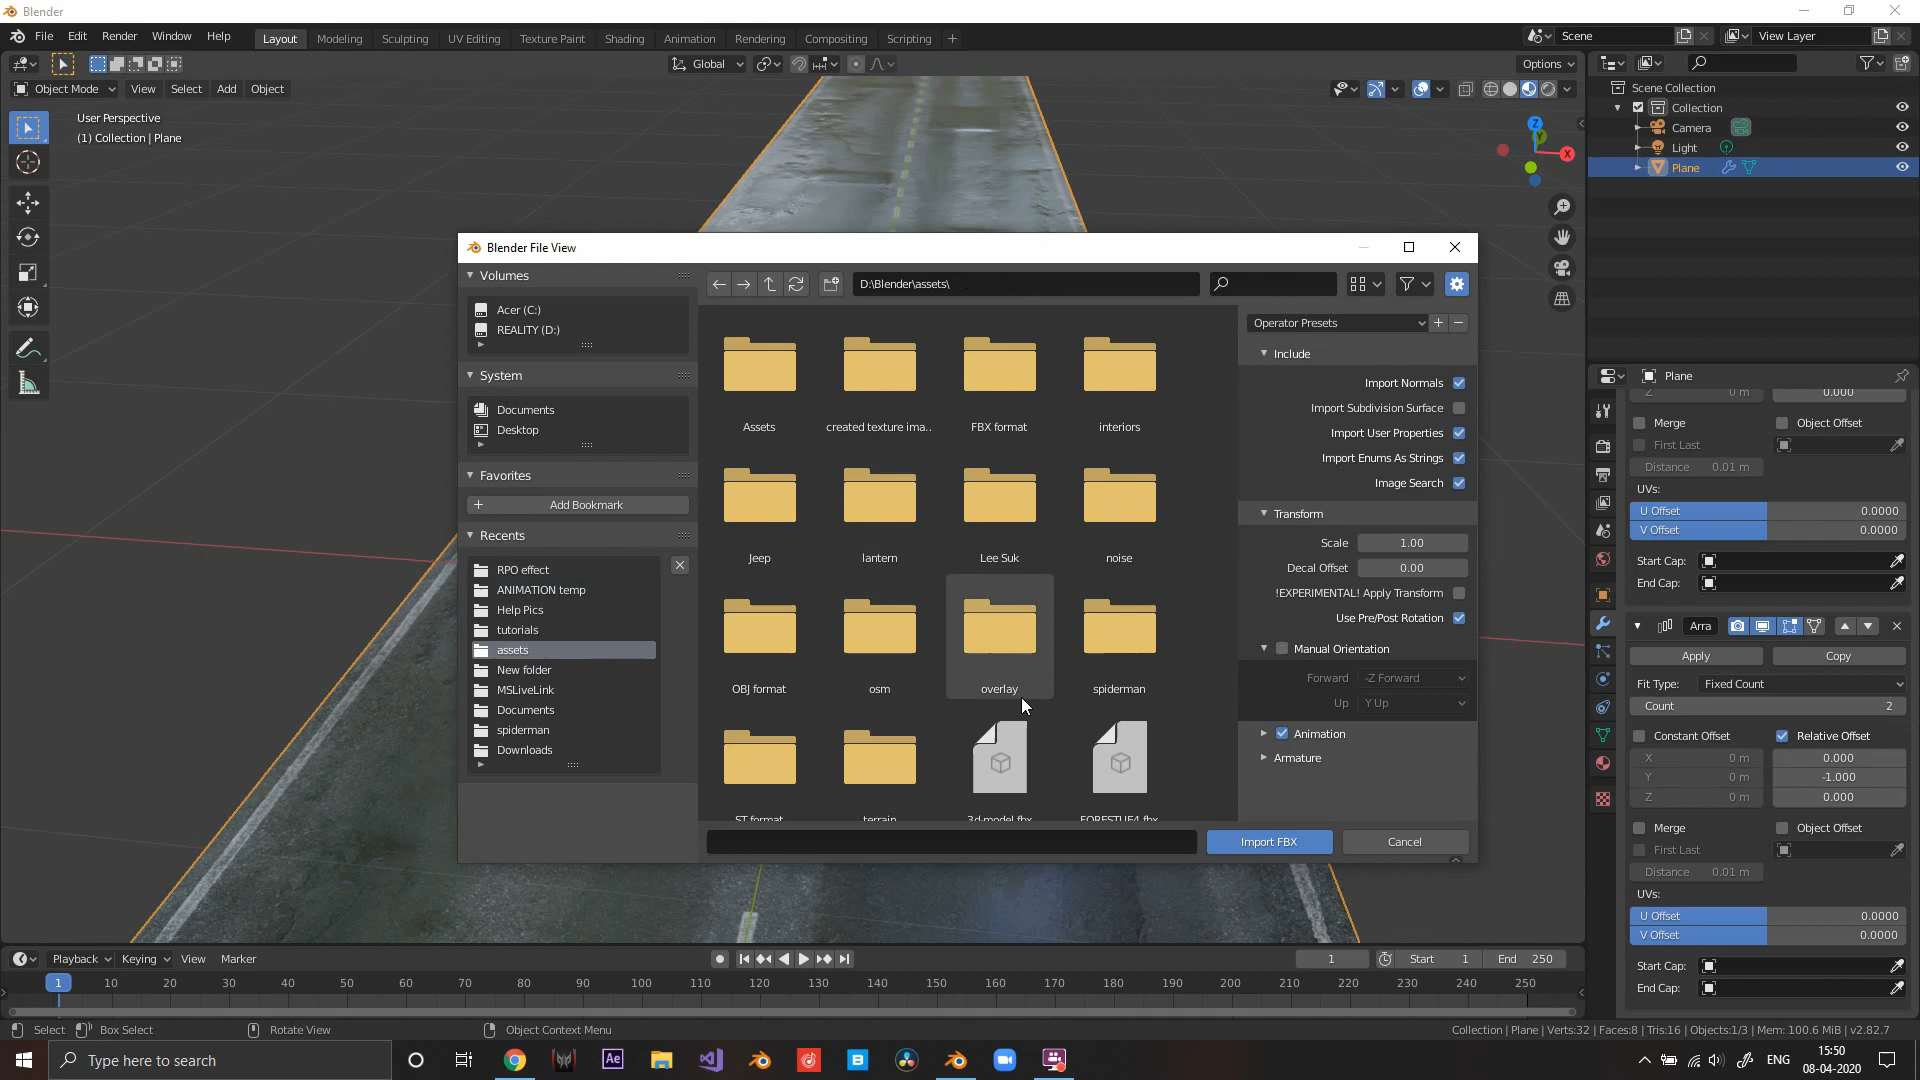 Blender
File Edit Render Window Help
Layout Modeling Sculpting UV Editing Texture Paint Shading Animation Rendering Compositing Scripting +
Scene View Layer
Global Options
Object Mode View Select Add Object
User Perspective
(1) Collection | Plane
Z
X
Scene Collection
Collection
Camera
Light
Plane
Blender File View
Volumes
Acer (C:)
REALITY (D:)
System
Documents
Desktop
Favorites
+ Add Bookmark
Recents
RPO effect
ANIMATION temp
Help Pics
tutorials
assets
New folder
MSLiveLink
Documents
spiderman
Downloads
D:\Blender\assets\
Assets created texture ima.. FBX format interiors
Jeep lantern Lee Suk noise
OBJ format osm overlay spiderman
ST format terrain 3d-model.fbx FORESTUE4.fbx
Operator Presets + −
Include
Import Normals
Import Subdivision Surface
Import User Properties
Import Enums As Strings
Image Search
Transform
Scale 1.00
Decal Offset 0.00
!EXPERIMENTAL! Apply Transform
Use Pre/Post Rotation
Manual Orientation
Forward -Z Forward
Up Y Up
Animation
Armature
Import FBX Cancel
Plane
Z 0 m 0.000
Merge Object Offset
First Last
Distance 0.01 m
UVs:
U Offset 0.0000
V Offset 0.0000
Start Cap:
End Cap:
Arra
Apply Copy
Fit Type: Fixed Count
Count 2
Constant Offset Relative Offset
X 0 m 0.000
Y 0 m -1.000
Z 0 m 0.000
Merge Object Offset
First Last
Distance 0.01 m
UVs:
U Offset 0.0000
V Offset 0.0000
Start Cap:
End Cap:
Playback Keying View Marker 1 Start 1 End 250
1 10 20 30 40 50 60 70 80 90 100 110 120 130 140 150 160 170 180 190 200 210 220 230 240 250
Select Box Select Rotate View Object Context Menu Collection | Plane | Verts:32 | Faces:8 | Tris:16 | Objects:1/3 | Mem: 100.6 MiB | v2.82.7
Type here to search
Ae
B
ENG
15:50
08-04-2020